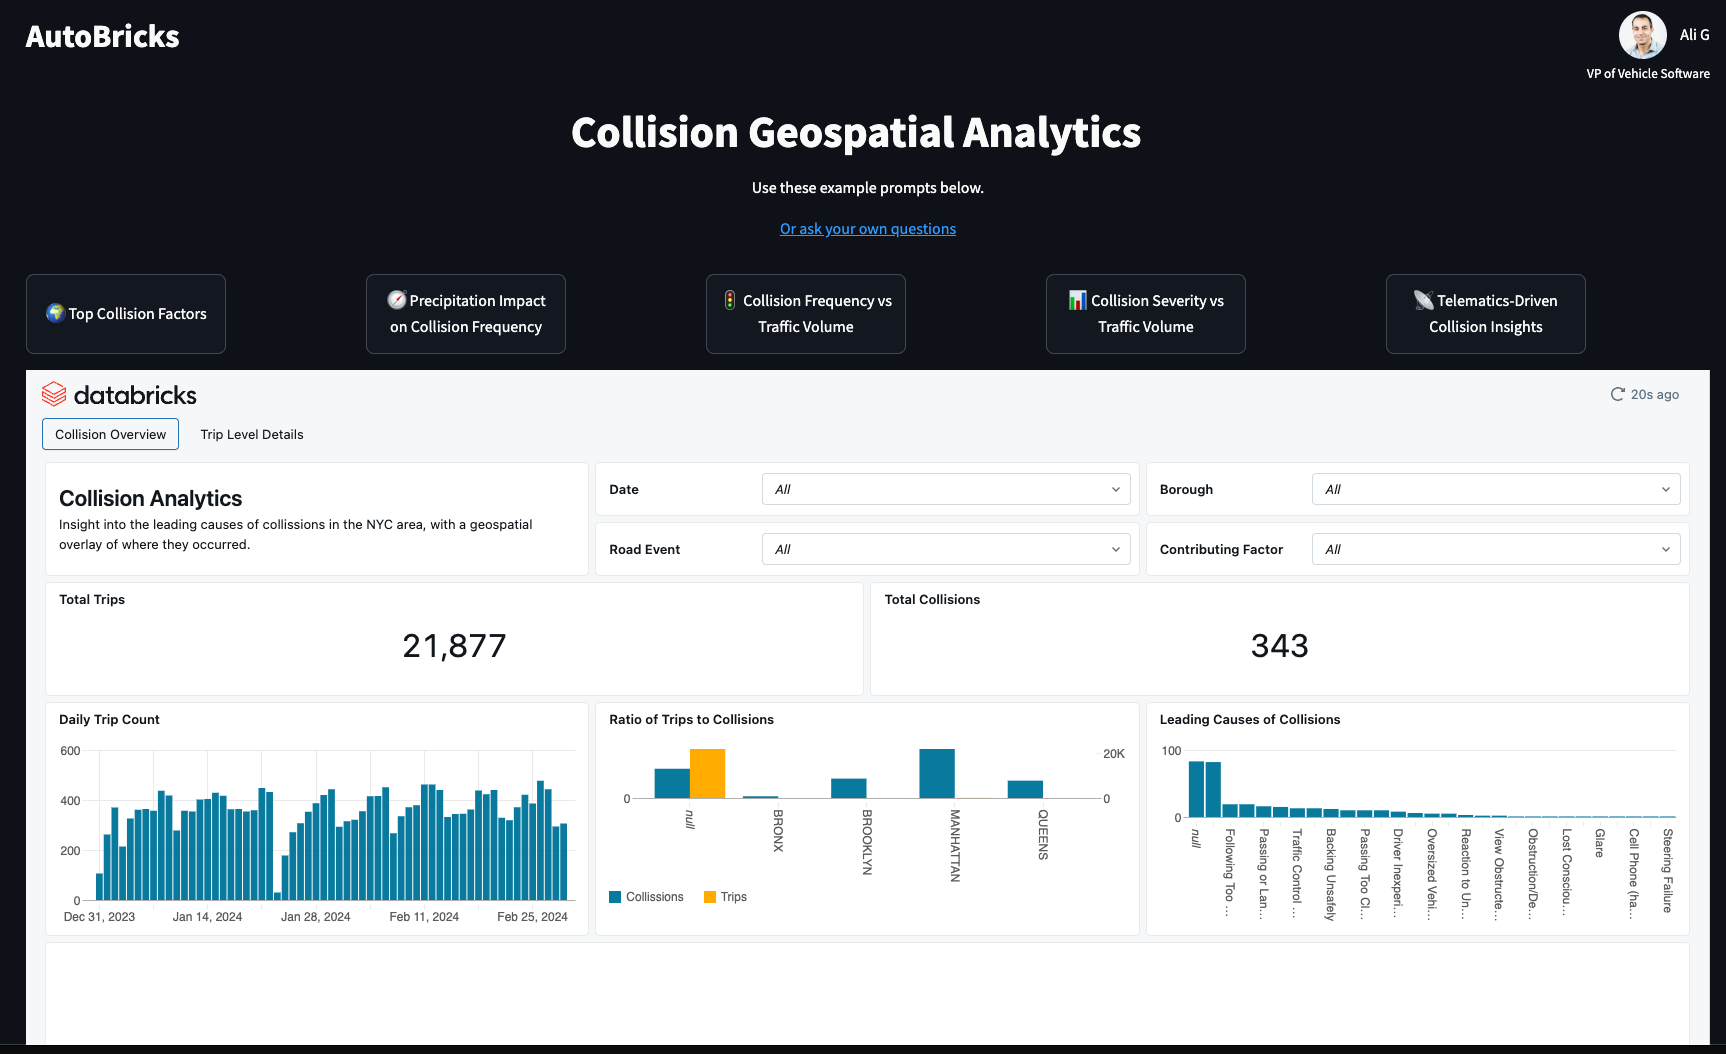 AutoBricks
Ali G
VP of Vehicle Software
Collision Geospatial Analytics
Use these example prompts below.
Or ask your own questions
Top Collision Factors
Precipitation Impact
on Collision Frequency
Collision Frequency vs
Traffic Volume
Collision Severity vs
Traffic Volume
Telematics-Driven
Collision Insights
databricks
20s ago
Collision Overview
Trip Level Details
Collision Analytics
Insight into the leading causes of collissions in the NYC area, with a geospatial
overlay of where they occurred.
Date
All
Borough
All
Road Event
All
Contributing Factor
All
Total Trips
21,877
Total Collisions
343
Daily Trip Count
600
400
200
0
Dec 31, 2023
Jan 14, 2024
Jan 28, 2024
Feb 11, 2024
Feb 25, 2024
Ratio of Trips to Collisions
0
20K
0
null
BRONX
BROOKLYN
MANHATTAN
QUEENS
Collissions
Trips
Leading Causes of Collisions
100
0
null
Following Too ...
Passing or Lan...
Traffic Control ...
Backing Unsafely
Passing Too Cl...
Driver Inexperi...
Oversized Vehi...
Reaction to Un...
View Obstructe...
Obstruction/De...
Lost Consciou...
Glare
Cell Phone (ha...
Steering Failure